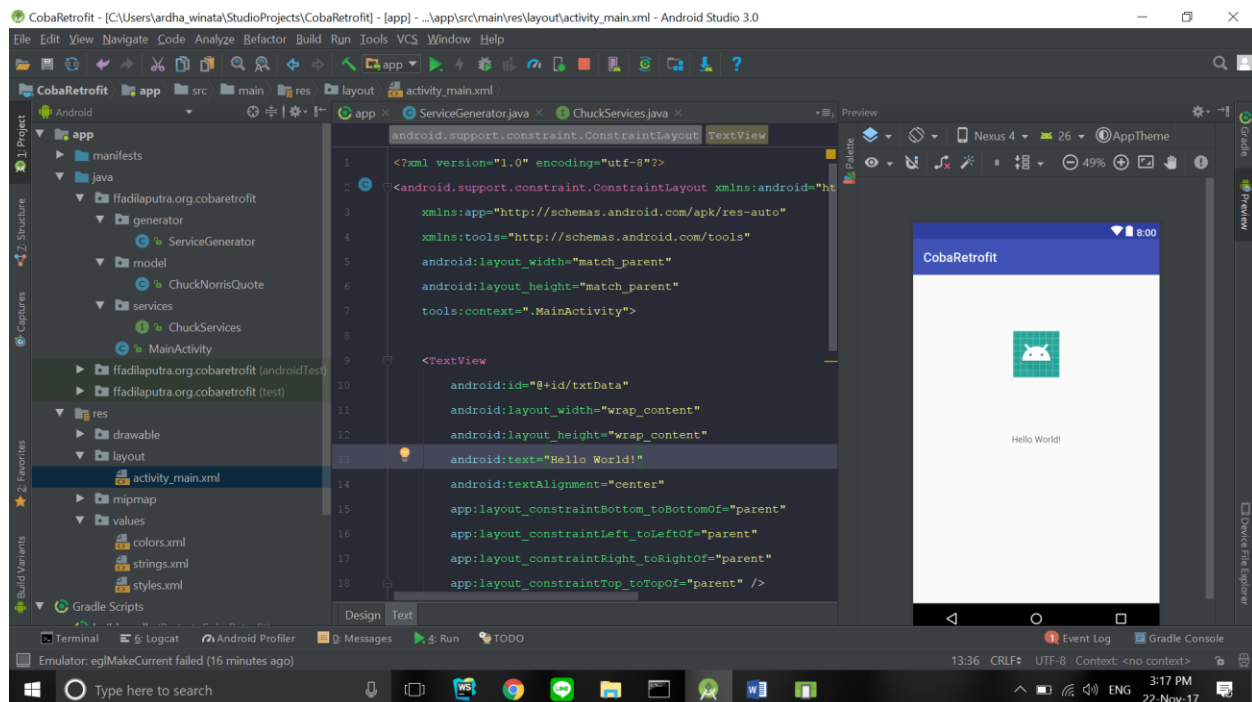 CobaRetrofit - [C:\Users\ardha_winata\StudioProjects\CobaRetrofit] - [app] - ...\app\src\main\res\layout\activity_main.xml - Android Studio 3.0
File Edit View Navigate Code Analyze Refactor Build Run Tools VCS Window Help
app
CobaRetrofit app src main res layout activity_main.xml
1: Project
Z: Structure
Captures
2: Favorites
Build Variants
Android
app
manifests
java
ffadilaputra.org.cobaretrofit
generator
ServiceGenerator
model
ChuckNorrisQuote
services
ChuckServices
MainActivity
ffadilaputra.org.cobaretrofit (androidTest)
ffadilaputra.org.cobaretrofit (test)
res
drawable
layout
activity_main.xml
mipmap
values
colors.xml
strings.xml
styles.xml
Gradle Scripts
app ServiceGenerator.java ChuckServices.java
android.support.constraint.ConstraintLayout TextView
1 <?xml version="1.0" encoding="utf-8"?>
2 <android.support.constraint.ConstraintLayout xmlns:android="ht
3 xmlns:app="http://schemas.android.com/apk/res-auto"
4 xmlns:tools="http://schemas.android.com/tools"
5 android:layout_width="match_parent"
6 android:layout_height="match_parent"
7 tools:context=".MainActivity">
8
9 <TextView
10 android:id="@+id/txtData"
11 android:layout_width="wrap_content"
12 android:layout_height="wrap_content"
13 android:text="Hello World!"
14 android:textAlignment="center"
15 app:layout_constraintBottom_toBottomOf="parent"
16 app:layout_constraintLeft_toLeftOf="parent"
17 app:layout_constraintRight_toRightOf="parent"
18 app:layout_constraintTop_toTopOf="parent" />
Design Text
Preview
Palette
Nexus 4 26 AppTheme
49%
8:00
CobaRetrofit
Hello World!
Gradle
Preview
Device File Explorer
Terminal 6: Logcat Android Profiler 0: Messages 4: Run TODO
1 Event Log Gradle Console
Emulator: eglMakeCurrent failed (16 minutes ago)
13:36 CRLF UTF-8 Context: <no context>
Type here to search
WS
LINE
W
ENG
3:17 PM
22-Nov-17